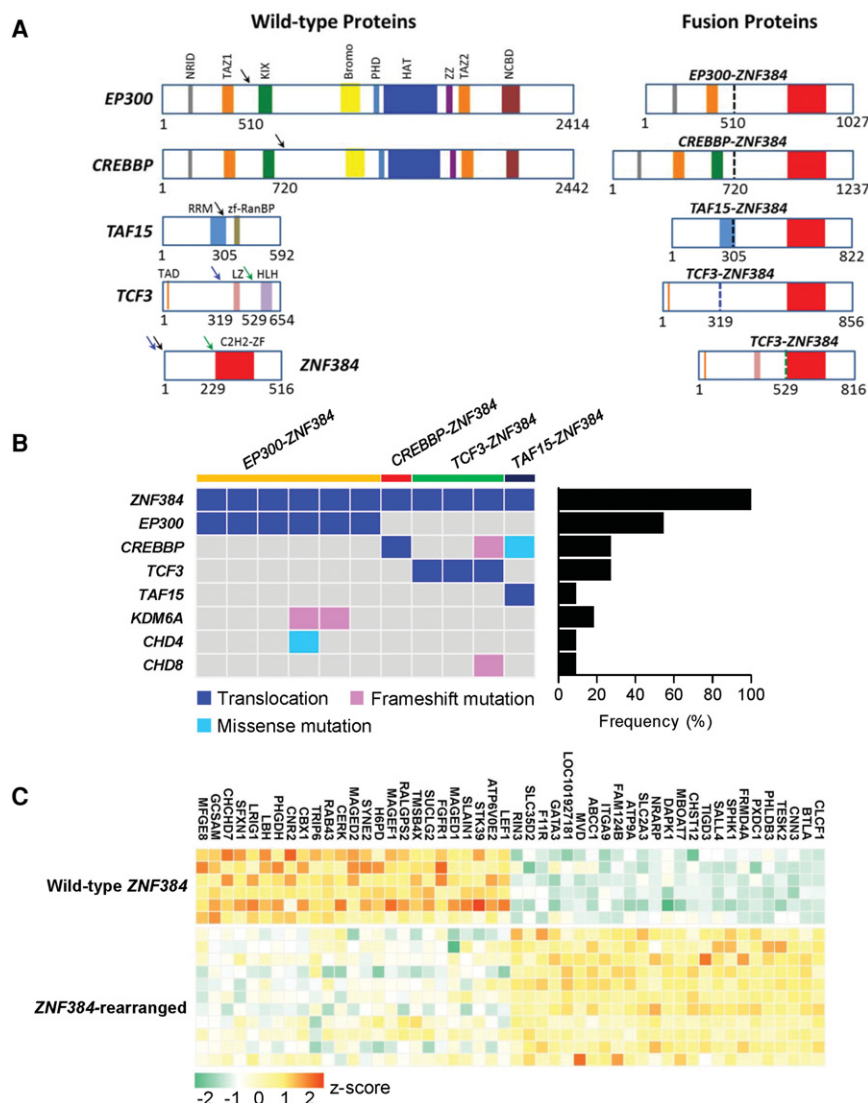 A
Wild-type Proteins
Fusion Proteins
NRID
TAZ1
KIX
Bromo
PHD
HAT
ZZ
TAZ2
NCBD
EP300
1 510 2414
CREBBP
1 720 2442
RRM zf-RanBP
TAF15
1 305 592
TAD LZ HLH
TCF3
1 319 529 654
C2H2-ZF
ZNF384
1 229 516
EP300-ZNF384
1 510 1027
CREBBP-ZNF384
1 720 1237
TAF15-ZNF384
1 305 822
TCF3-ZNF384
1 319 856
TCF3-ZNF384
1 529 816
B
EP300-ZNF384
CREBBP-ZNF384
TCF3-ZNF384
TAF15-ZNF384
ZNF384
EP300
CREBBP
TCF3
TAF15
KDM6A
CHD4
CHD8
Translocation
Frameshift mutation
Missense mutation
0 20 40 60 80 100
Frequency (%)
C
MFGE8
GCSAM
CHCHD7
SFXN1
LRIG1
LBH
PHGDH
CNR2
CBX1
TRIP6
RAB43
CERK
MAGED2
SYNE2
H6PD
MAGEF1
RALGPS2
TMSB4X
SUCLG2
FGFR1
MAGED1
SLAIN1
STK39
ATP6V0E2
LEF1
RIN3
SLC35D2
F11R
GATA3
LOC101927181
MVD
ABCC1
ITGA9
FAM124B
ATP9A
SLC2A3
NRARP
DAPK1
MBOAT7
CHST12
TIGD3
SALL4
SPHK1
FRMD4A
PXDC1
PHLDB3
TESK2
CNN3
BTLA
CLCF1
Wild-type ZNF384
ZNF384-rearranged
-2 -1 0 1 2
z-score